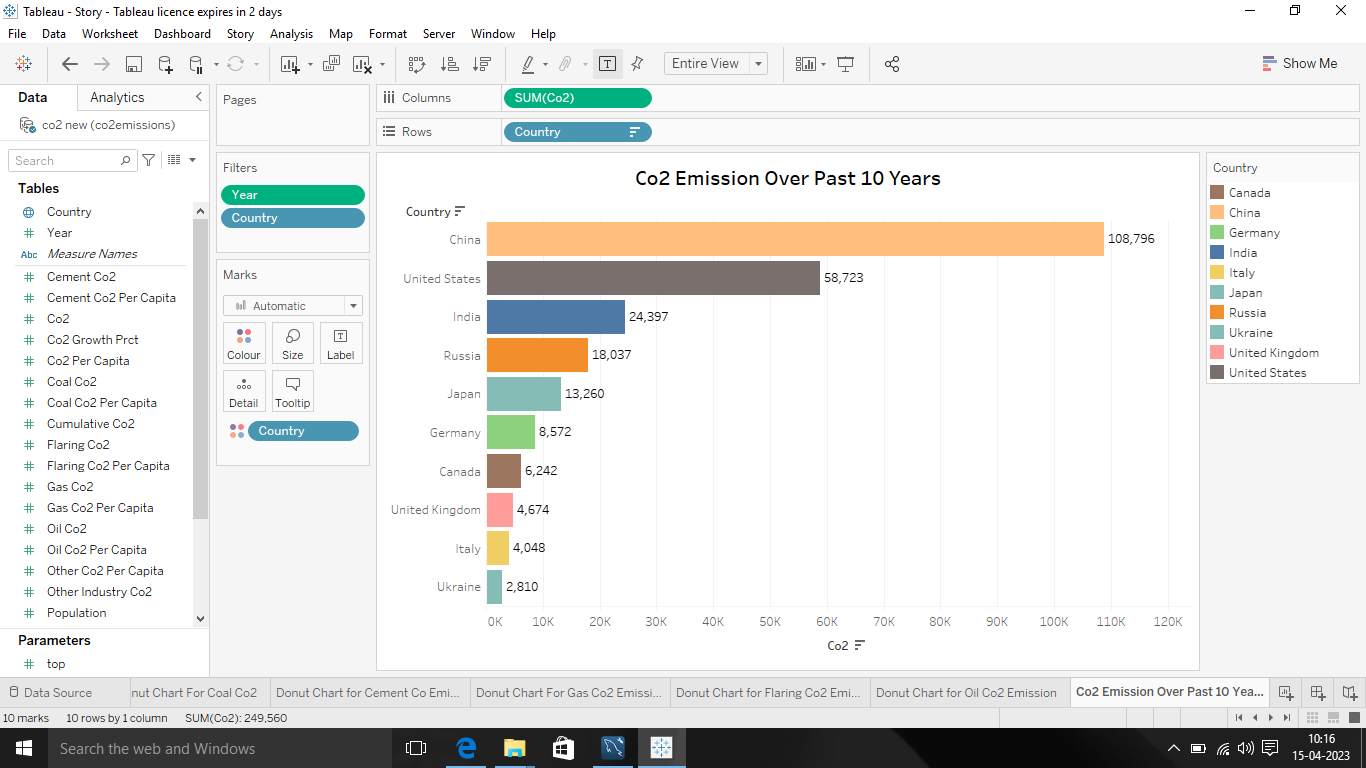 Tableau - Story - Tableau licence expires in 2 days
File Data Worksheet Dashboard Story Analysis Map Format Server Window Help
Entire View
Show Me
Data Analytics
co2 new (co2emissions)
Search
Tables
Country
Year
Abc Measure Names
Cement Co2
Cement Co2 Per Capita
Co2
Co2 Growth Prct
Co2 Per Capita
Coal Co2
Coal Co2 Per Capita
Cumulative Co2
Flaring Co2
Flaring Co2 Per Capita
Gas Co2
Gas Co2 Per Capita
Oil Co2
Oil Co2 Per Capita
Other Co2 Per Capita
Other Industry Co2
Population
Parameters
top
Pages
Filters
Year
Country
Marks
Automatic
Colour Size Label
Detail Tooltip
Country
Columns SUM(Co2)
Rows Country
Co2 Emission Over Past 10 Years
Country
China 108,796
United States 58,723
India 24,397
Russia 18,037
Japan 13,260
Germany 8,572
Canada 6,242
United Kingdom 4,674
Italy 4,048
Ukraine 2,810
0K 10K 20K 30K 40K 50K 60K 70K 80K 90K 100K 110K 120K
Co2
Country
Canada
China
Germany
India
Italy
Japan
Russia
Ukraine
United Kingdom
United States
Data Source nut Chart For Coal Co2 Donut Chart for Cement Co Emi... Donut Chart For Gas Co2 Emissi... Donut Chart for Flaring Co2 Emi... Donut Chart for Oil Co2 Emission Co2 Emission Over Past 10 Yea...
10 marks 10 rows by 1 column SUM(Co2): 249.560
Search the web and Windows
10:16
15-04-2023